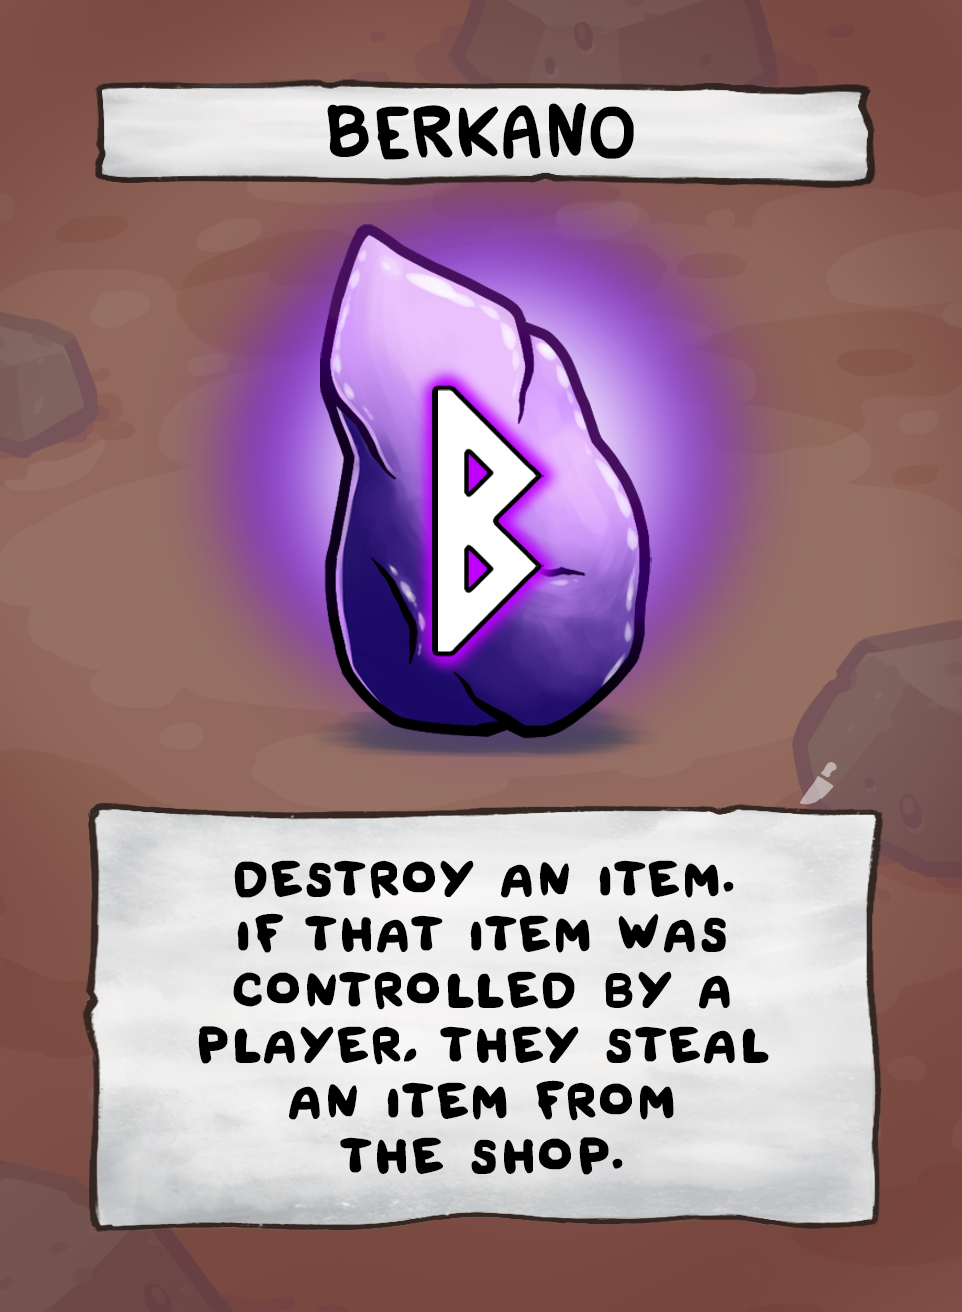 BERKANO
ᛒ
DESTROY AN ITEM.
IF THAT ITEM WAS
CONTROLLED BY A
PLAYER, THEY STEAL
AN ITEM FROM
THE SHOP.